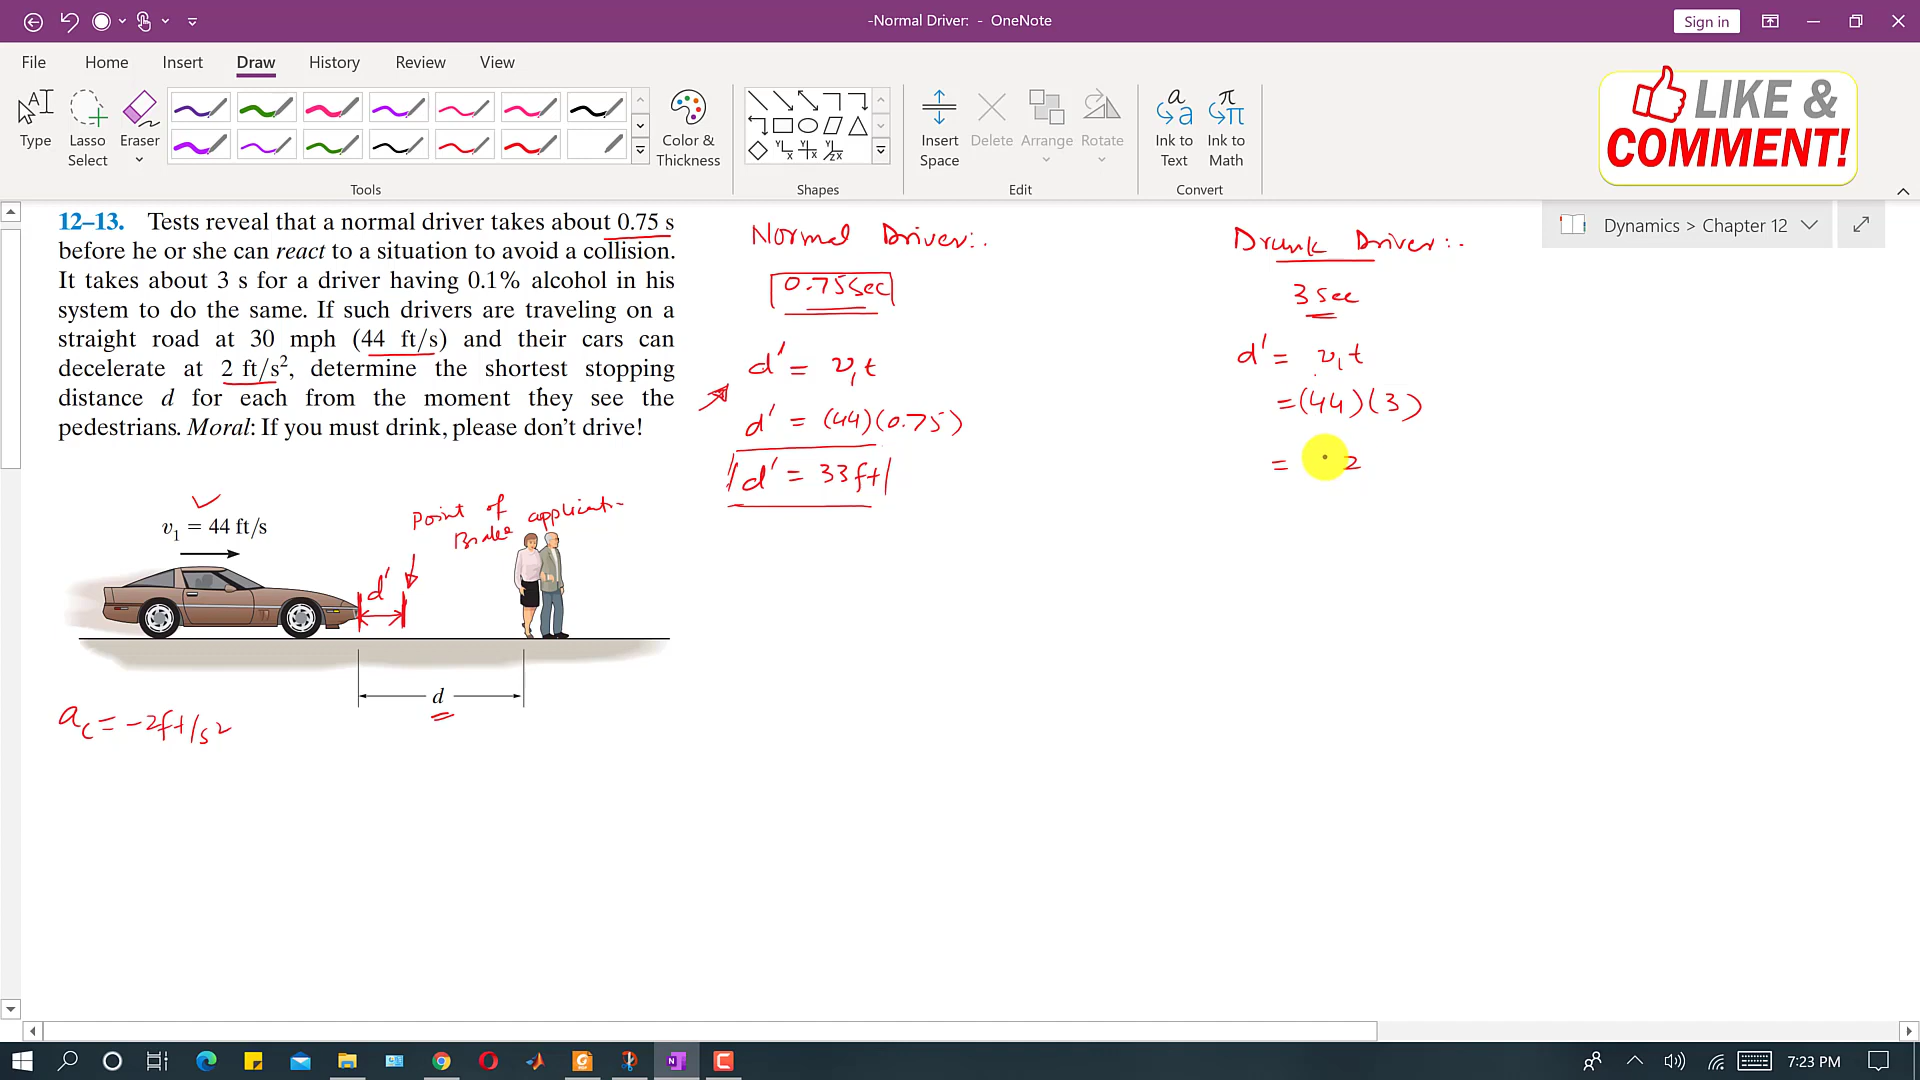 -Normal Driver: - OneNote
Sign in
File Home Insert Draw History Review View
Type
Lasso Select
Eraser
Color & Thickness
Insert Space
Delete
Arrange
Rotate
Ink to Text
Ink to Math
Tools
Shapes
Edit
Convert
LIKE &
COMMENT!
Dynamics > Chapter 12
12–13. Tests reveal that a normal driver takes about 0.75 s
before he or she can react to a situation to avoid a collision.
It takes about 3 s for a driver having 0.1% alcohol in his
system to do the same. If such drivers are traveling on a
straight road at 30 mph (44 ft/s) and their cars can
decelerate at 2 ft/s², determine the shortest stopping
distance d for each from the moment they see the
pedestrians. Moral: If you must drink, please don't drive!
v₁ = 44 ft/s
Point of
Brake applicati-
d'
d
a_c = -2ft/s²
Normal Driver:.
0.75sec
d' = v₁t
d' = (44)(0.75)
d' = 33ft
Drunk Driver:-.
3 sec
d' = v₁t
= (44)(3)
= 2
7:23 PM